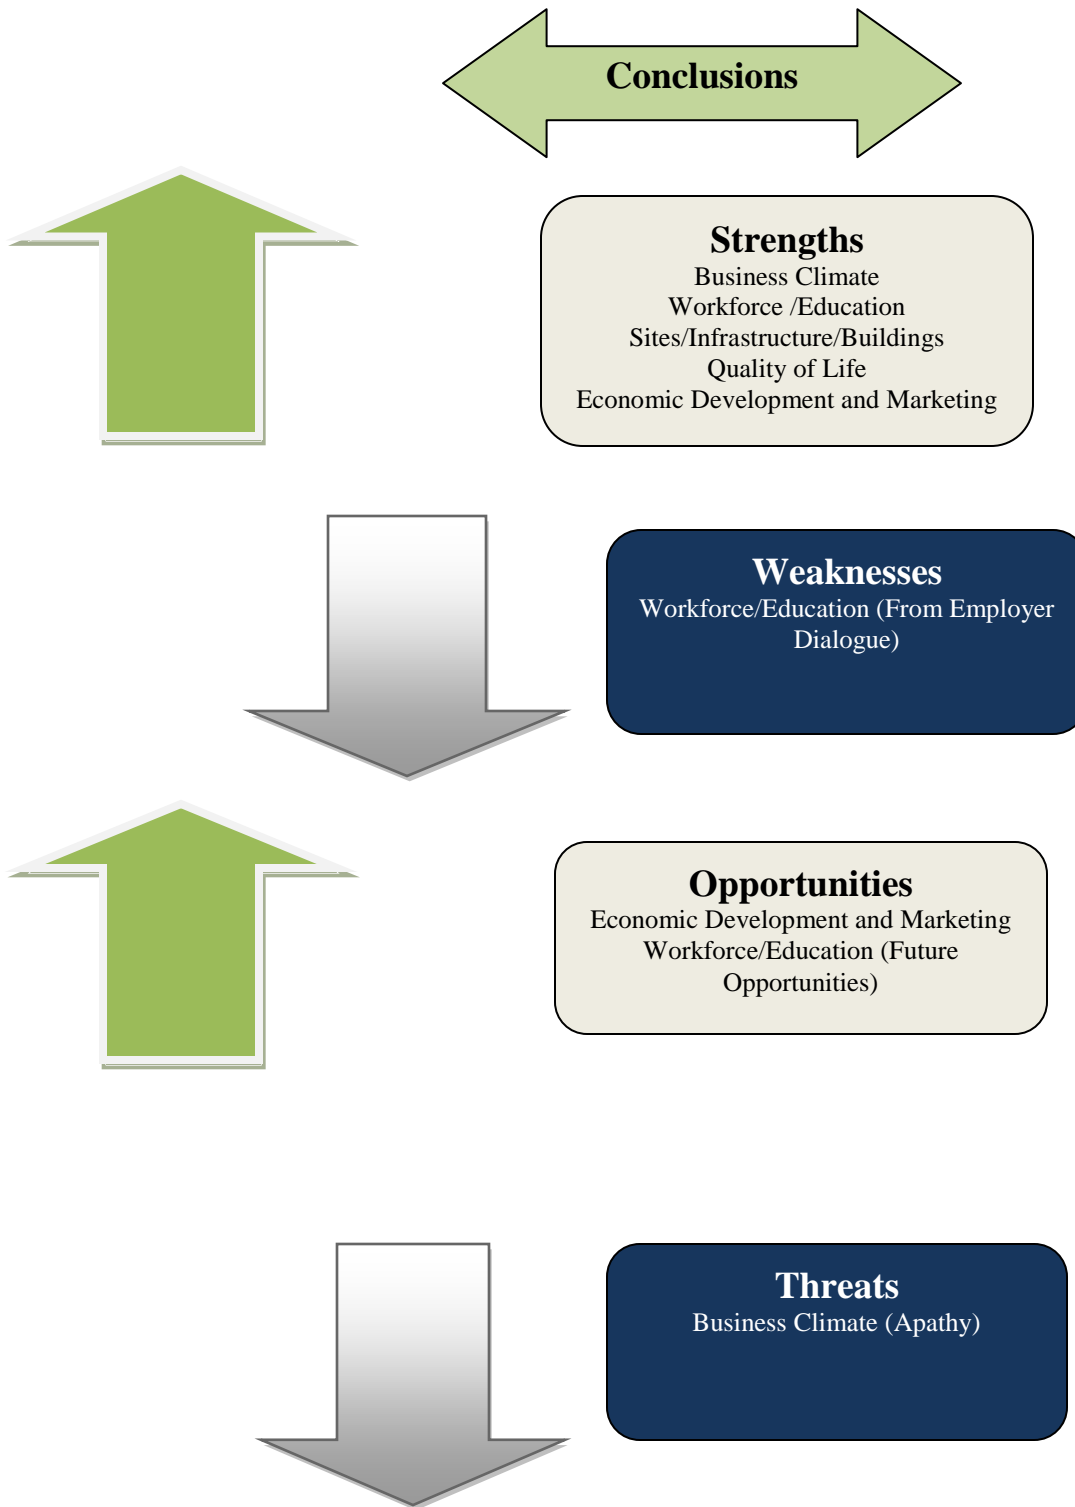 Conclusions
Strengths
Business Climate
Workforce /Education
Sites/Infrastructure/Buildings
Quality of Life
Economic Development and Marketing
Weaknesses
Workforce/Education (From Employer
Dialogue)
Opportunities
Economic Development and Marketing
Workforce/Education (Future
Opportunities)
Threats
Business Climate (Apathy)